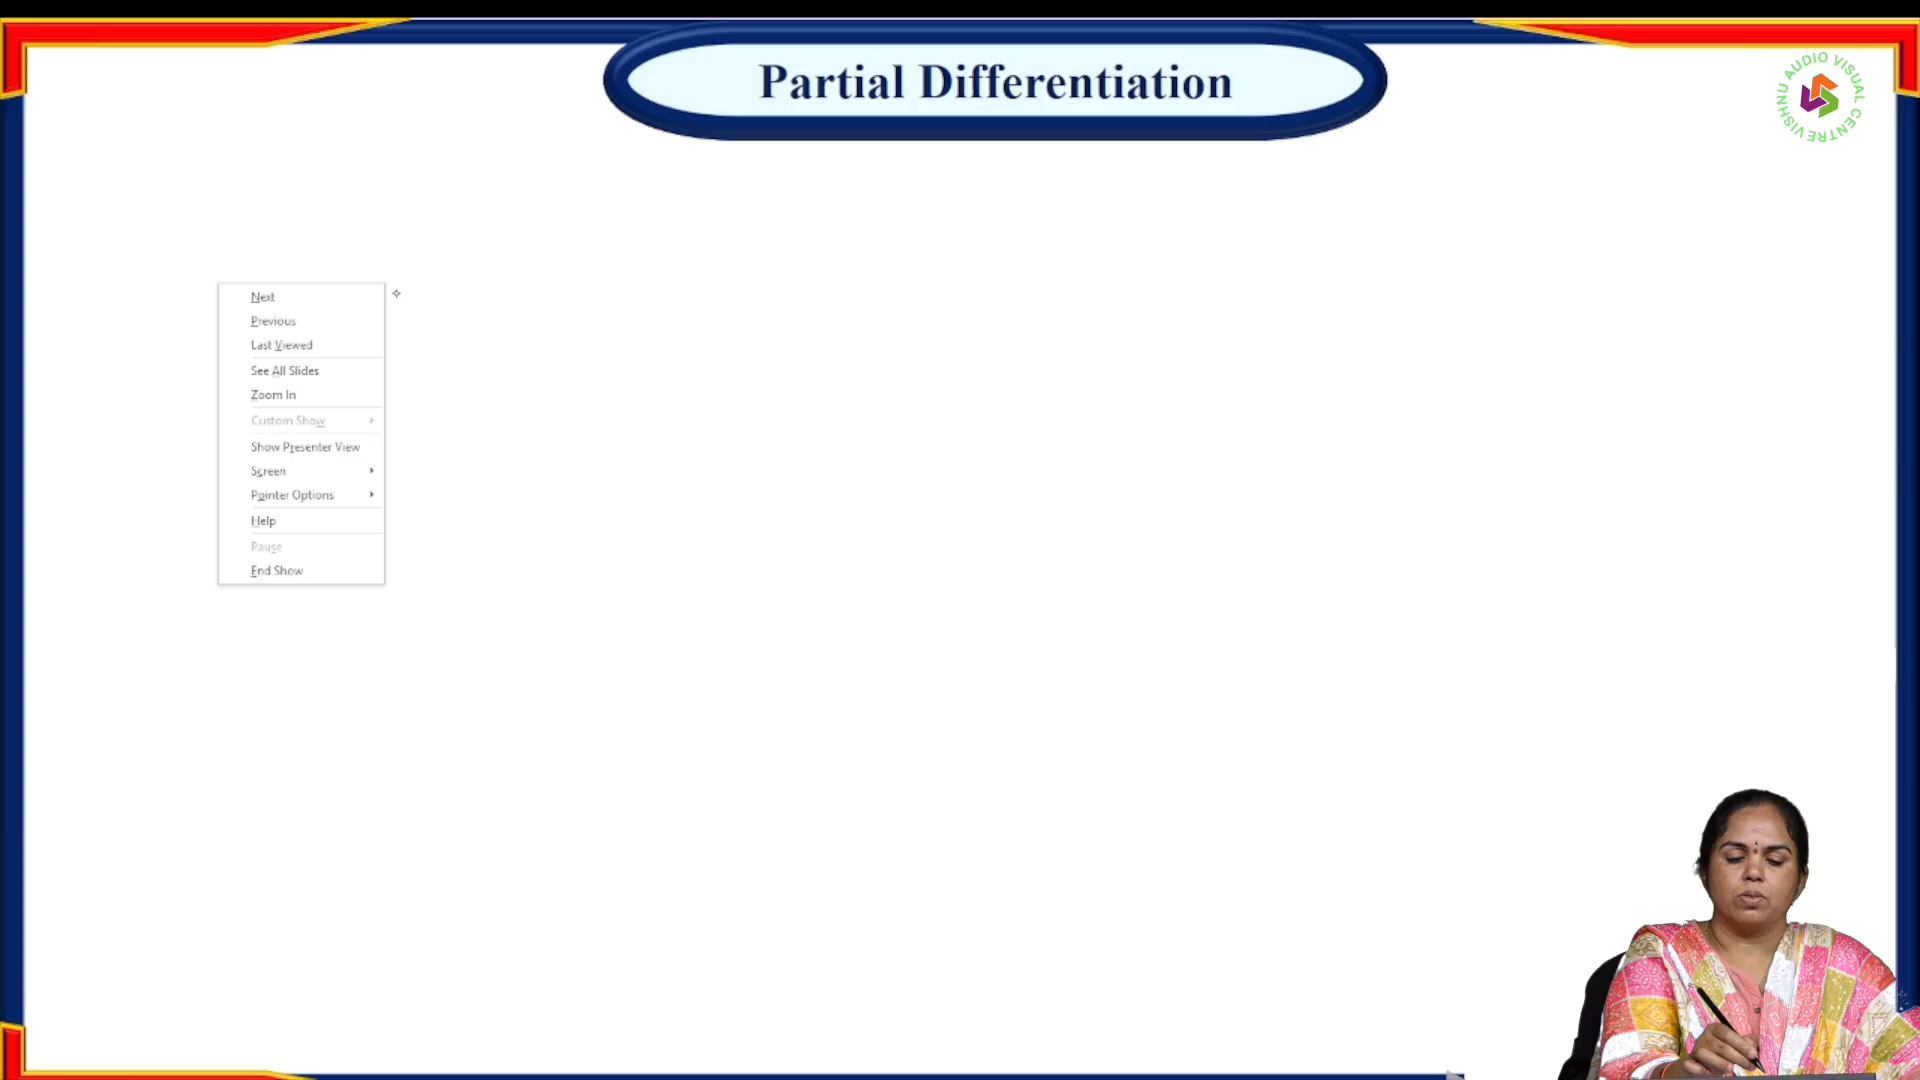 Partial Differentiation
VISHNU AUDIO VISUAL CENTRE
Next
Previous
Last Viewed
See All Slides
Zoom In
Custom Show
Show Presenter View
Screen
Pointer Options
Help
Pause
End Show